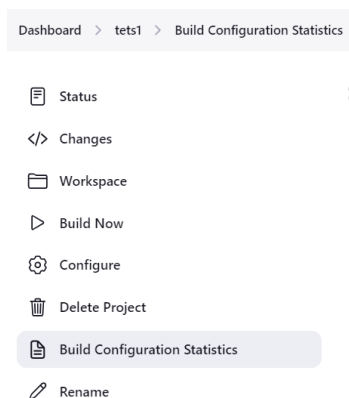 Dashboard > tets1 > Build Configuration Statistics
Status
Changes
Workspace
Build Now
Configure
Delete Project
Build Configuration Statistics
Rename